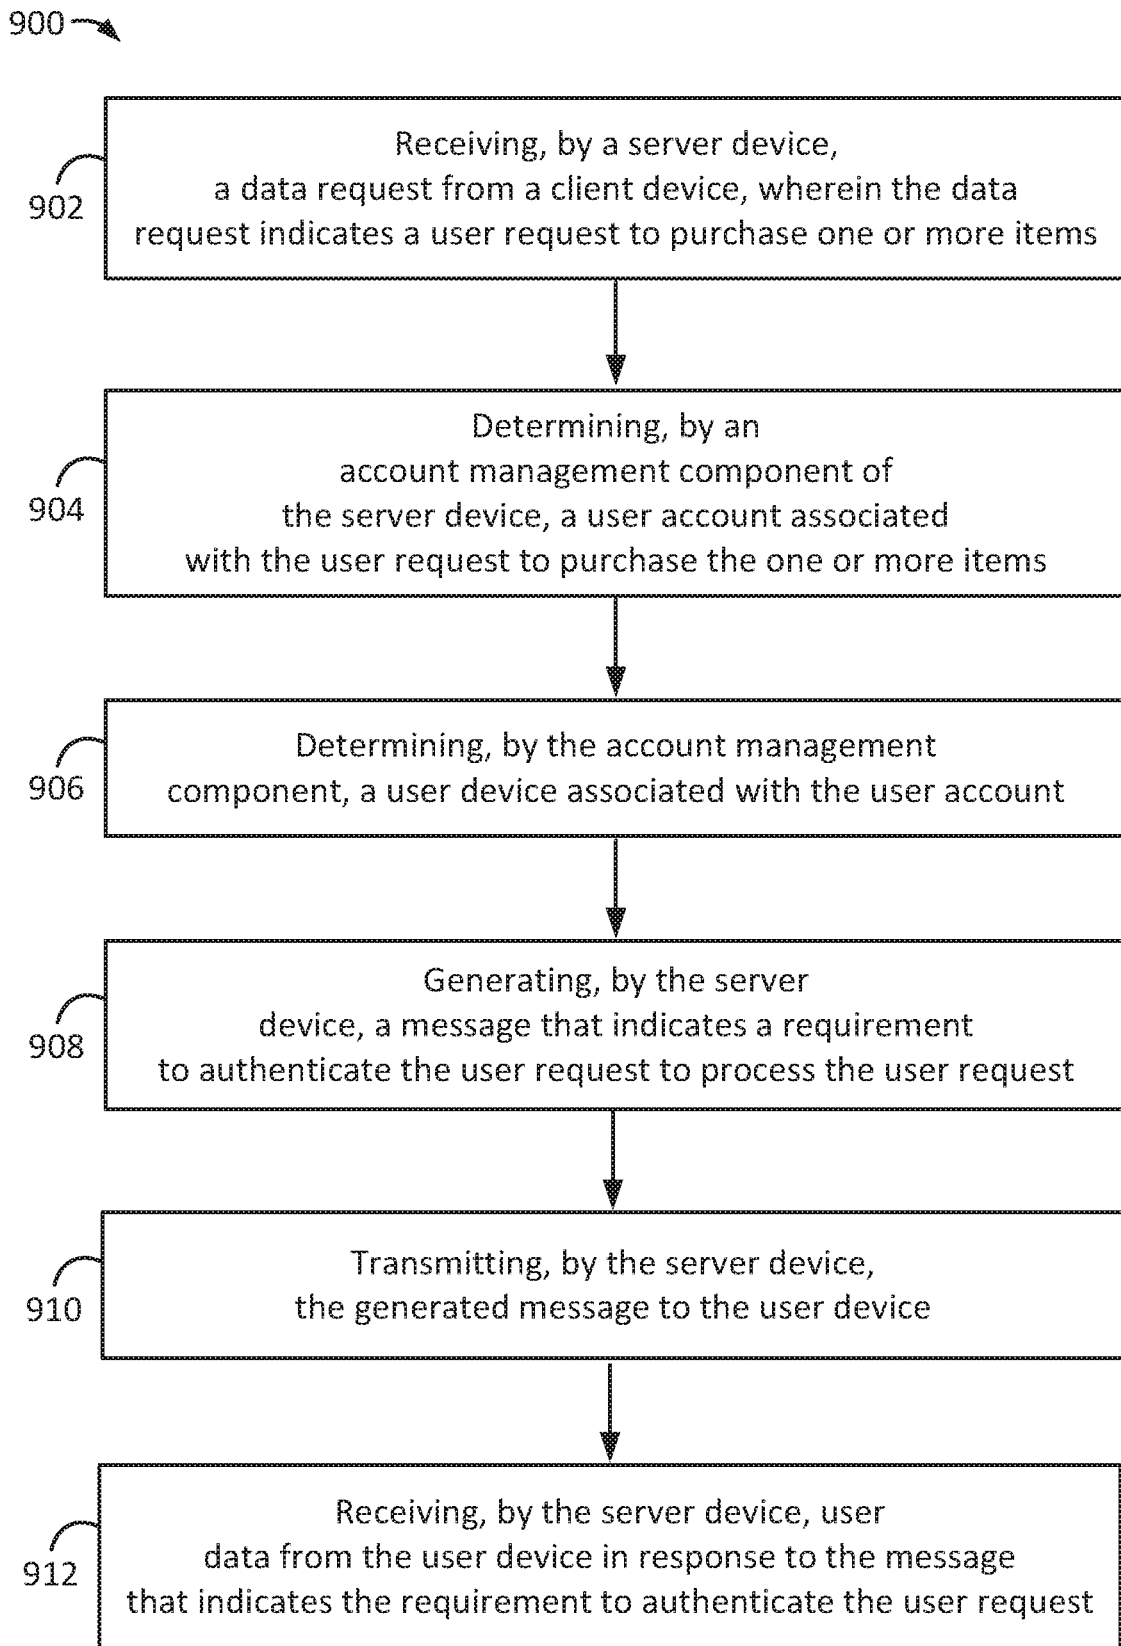 900
Receiving, by a server device,
a data request from a client device, wherein the data
request indicates a user request to purchase one or more items
902
Determining, by an
account management component of
the server device, a user account associated
with the user request to purchase the one or more items
904
Determining, by the account management
component, a user device associated with the user account
906
Generating, by the server
device, a message that indicates a requirement
to authenticate the user request to process the user request
908
Transmitting, by the server device,
the generated message to the user device
910
Receiving, by the server device, user
data from the user device in response to the message
that indicates the requirement to authenticate the user request
912